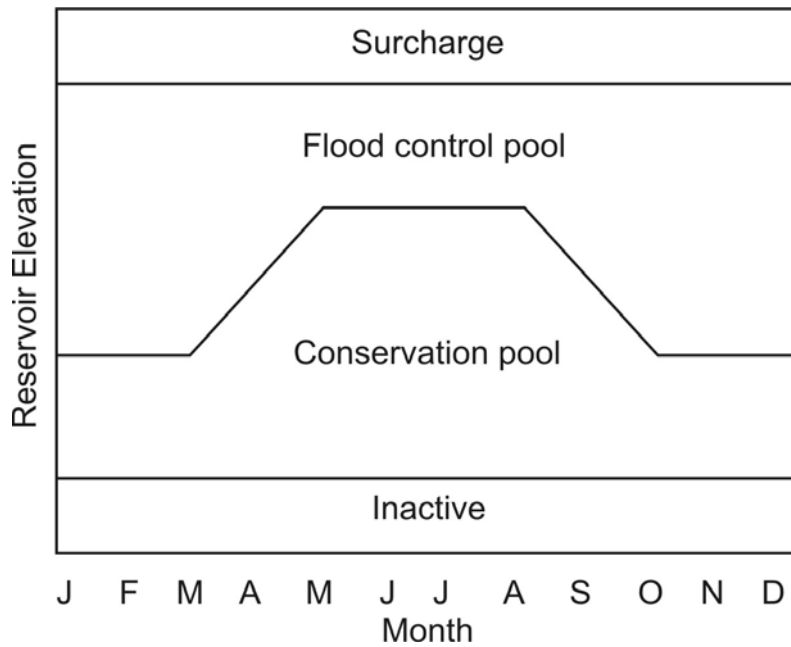 Surcharge
Flood control pool
Reservoir Elevation
Conservation pool
Inactive
J F M A M J J A S O N D
Month